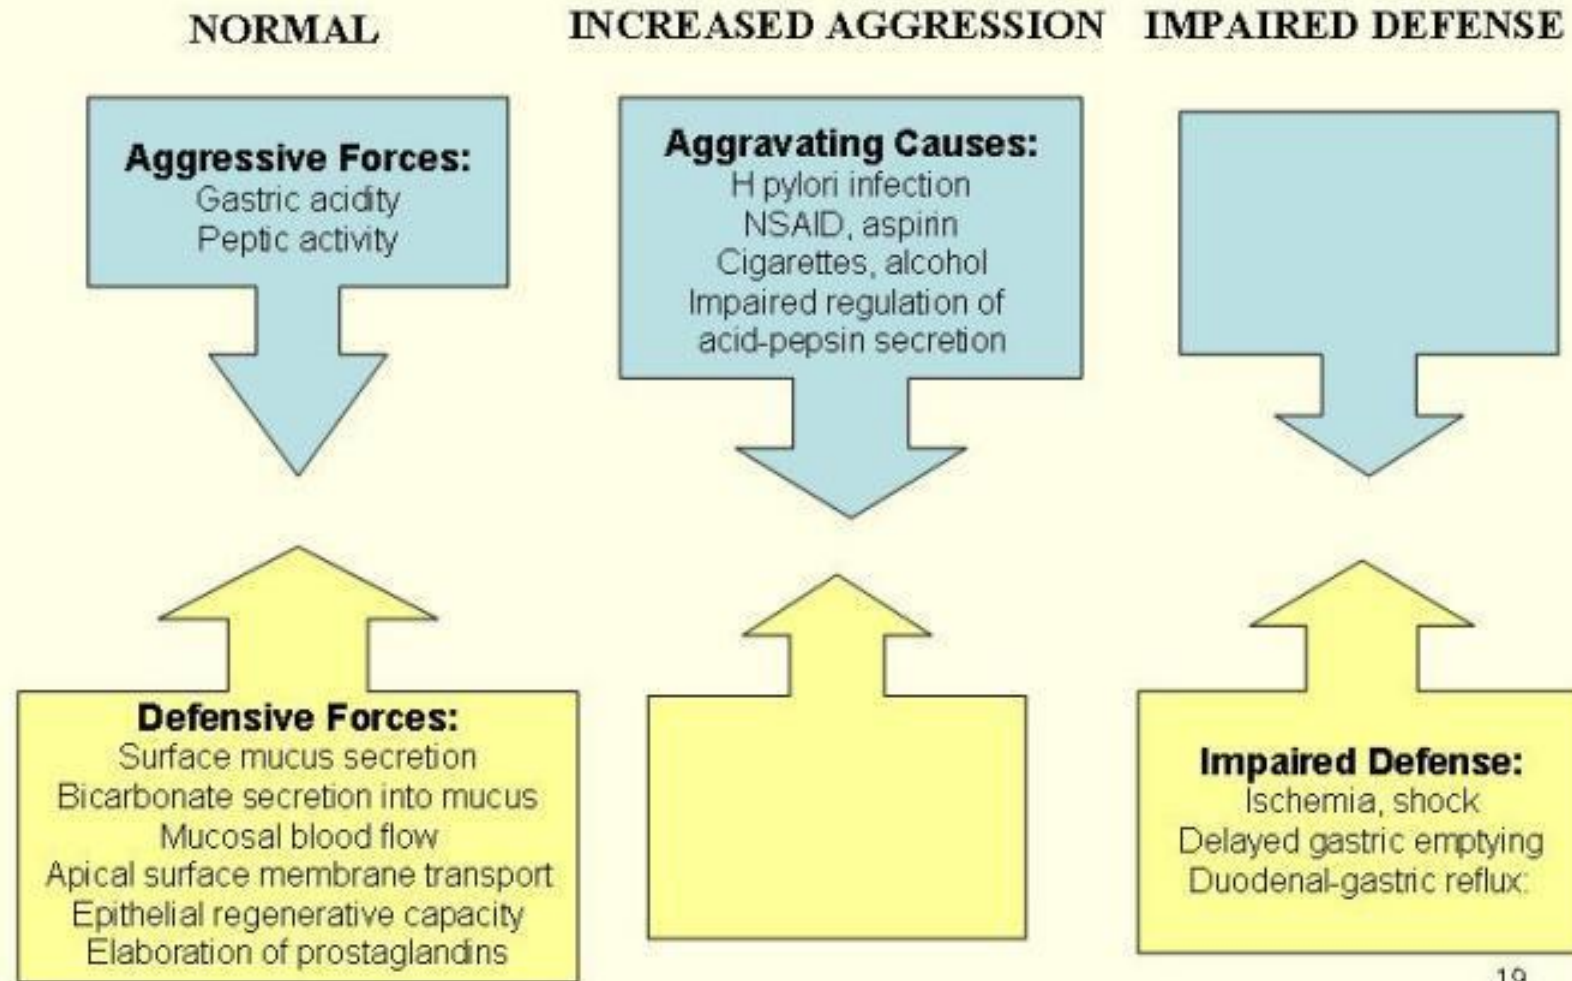 NORMAL
INCREASED AGGRESSION
IMPAIRED DEFENSE
Aggressive Forces:
Gastric acidity
Peptic activity
Aggravating Causes:
H pylori infection
NSAID, aspirin
Cigarettes, alcohol
Impaired regulation of
acid-pepsin secretion
Defensive Forces:
Surface mucus secretion
Bicarbonate secretion into mucus
Mucosal blood flow
Apical surface membrane transport
Epithelial regenerative capacity
Elaboration of prostaglandins
Impaired Defense:
Ischemia, shock
Delayed gastric emptying
Duodenal-gastric reflux:
19